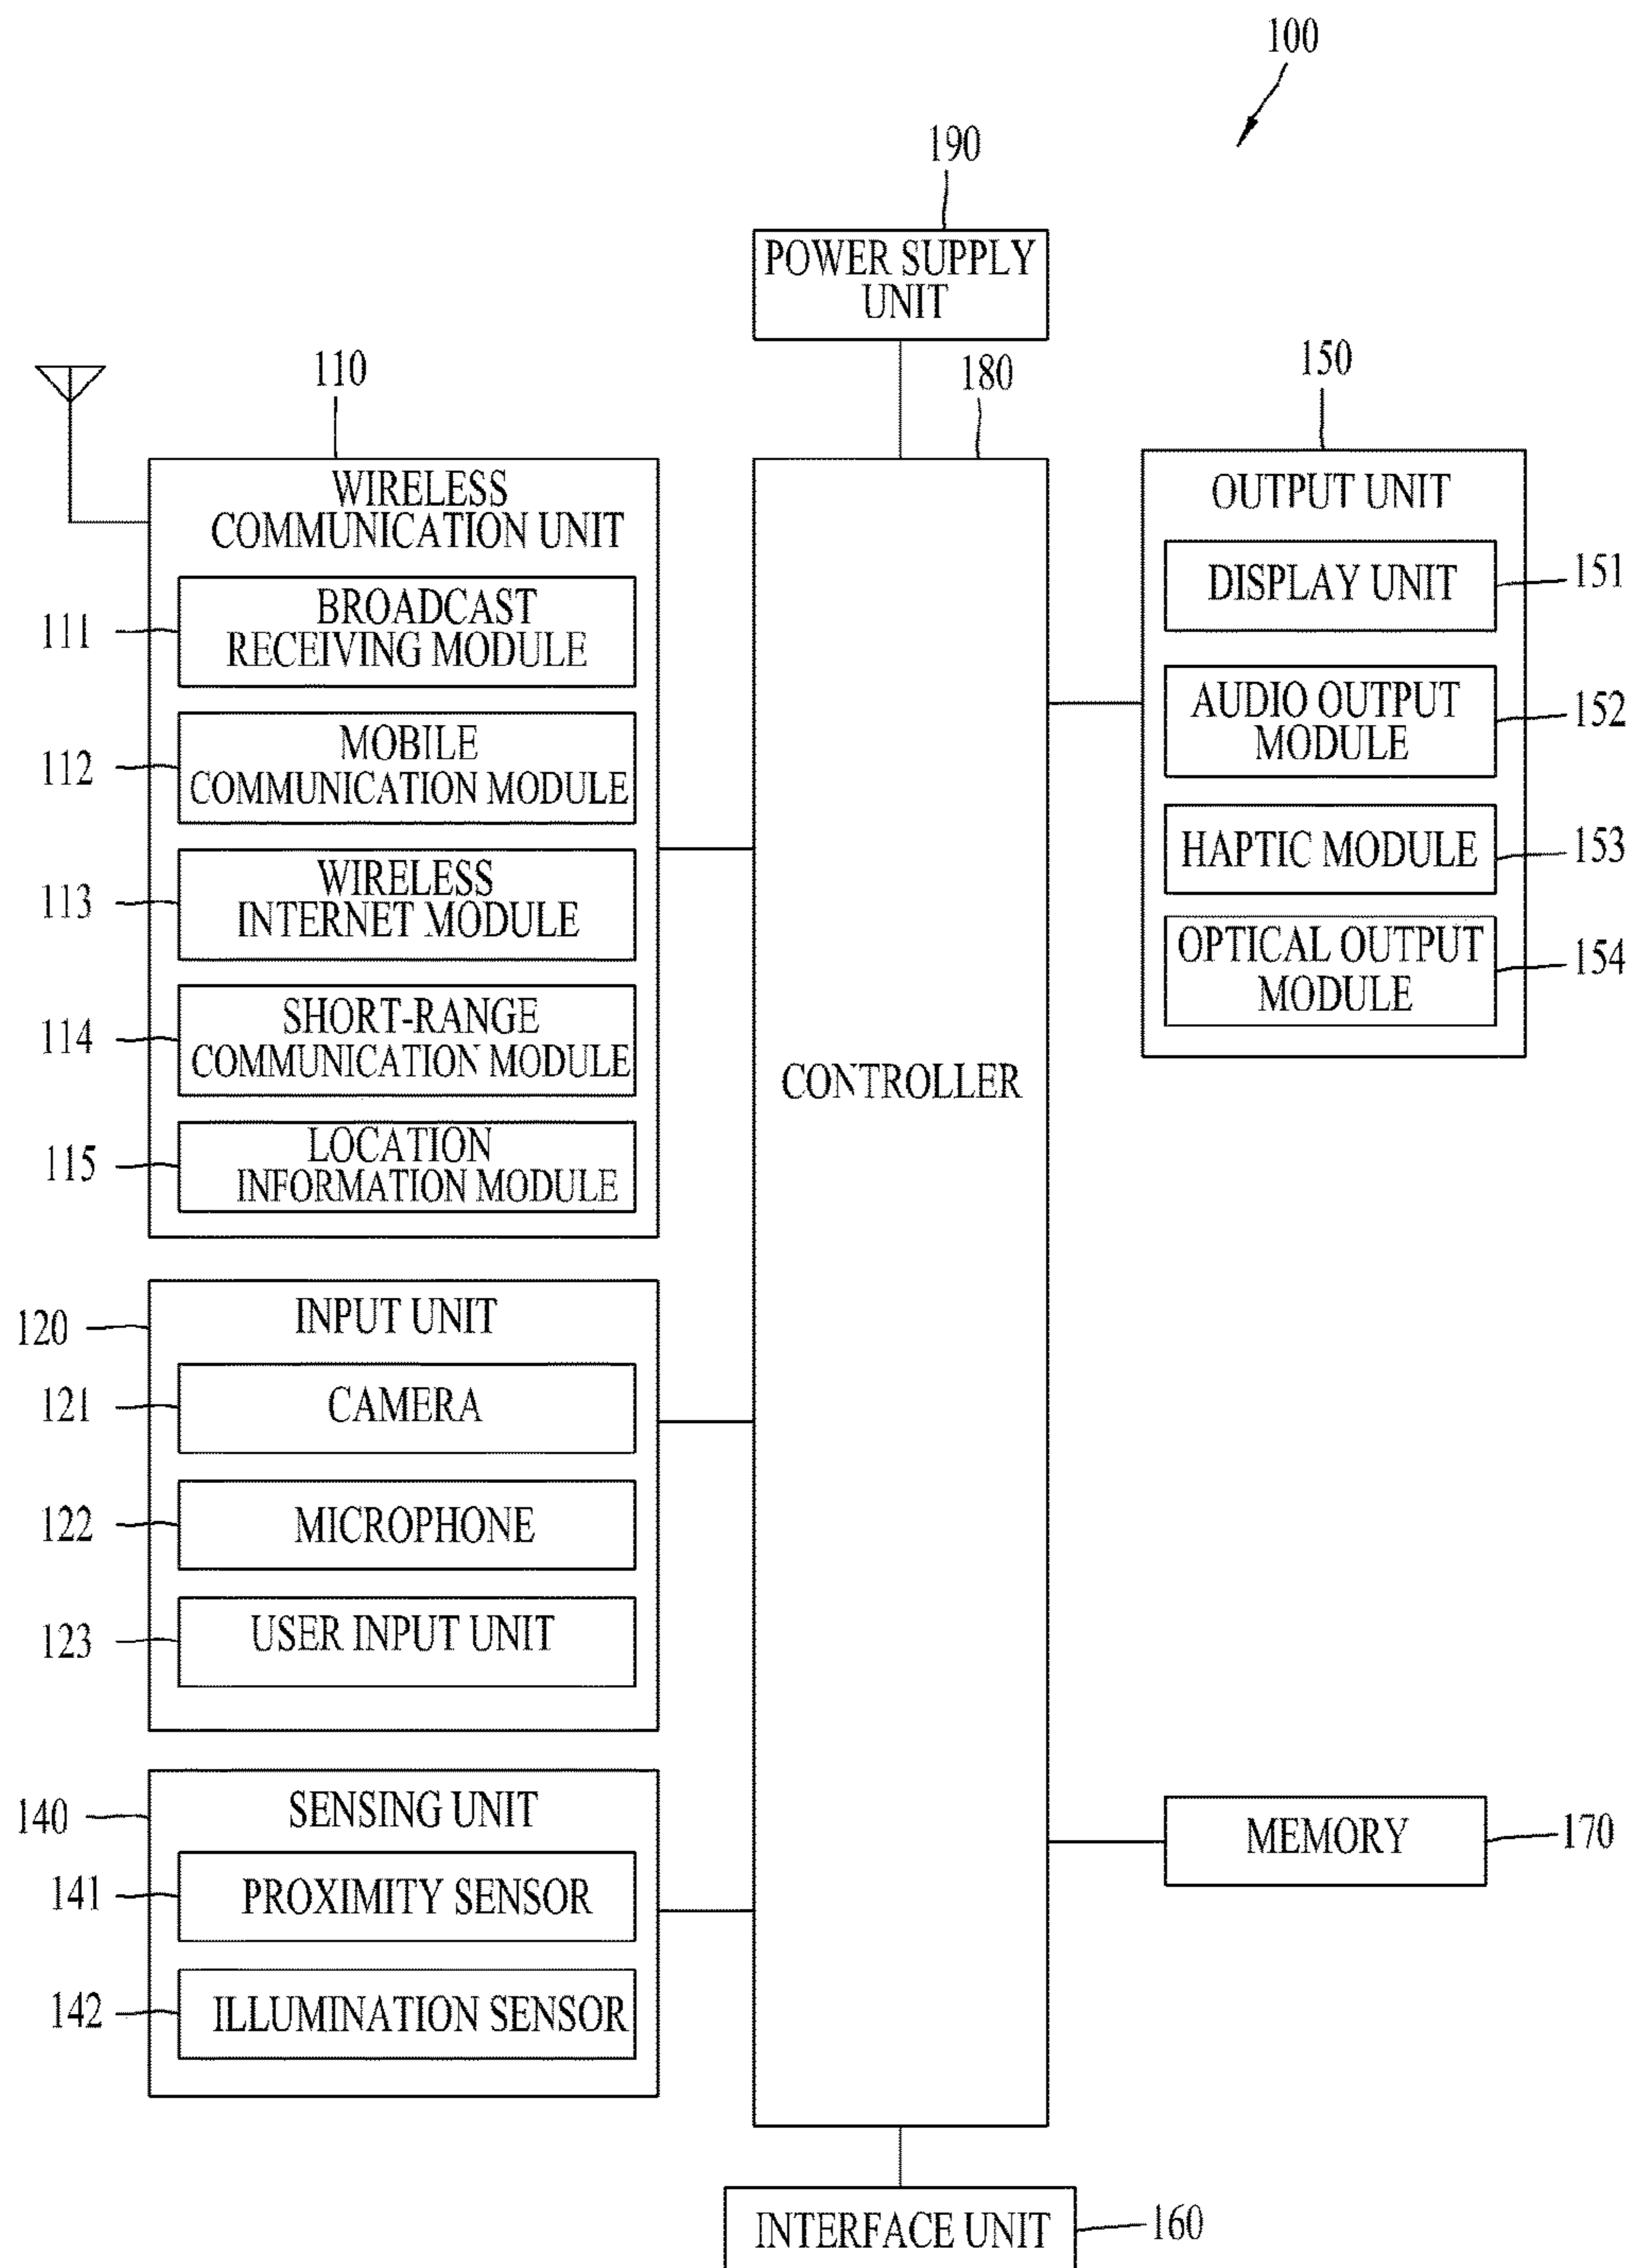 100
190
POWER SUPPLY
UNIT
110
180
150
WIRELESS
COMMUNICATION UNIT
111
BROADCAST
RECEIVING MODULE
112
MOBILE
COMMUNICATION MODULE
113
WIRELESS
INTERNET MODULE
114
SHORT-RANGE
COMMUNICATION MODULE
115
LOCATION
INFORMATION MODULE
120
INPUT UNIT
121
CAMERA
122
MICROPHONE
123
USER INPUT UNIT
140
SENSING UNIT
141
PROXIMITY SENSOR
142
ILLUMINATION SENSOR
CONTROLLER
OUTPUT UNIT
DISPLAY UNIT
151
AUDIO OUTPUT
MODULE
152
HAPTIC MODULE
153
OPTICAL OUTPUT
MODULE
154
MEMORY
170
INTERFACE UNIT
160